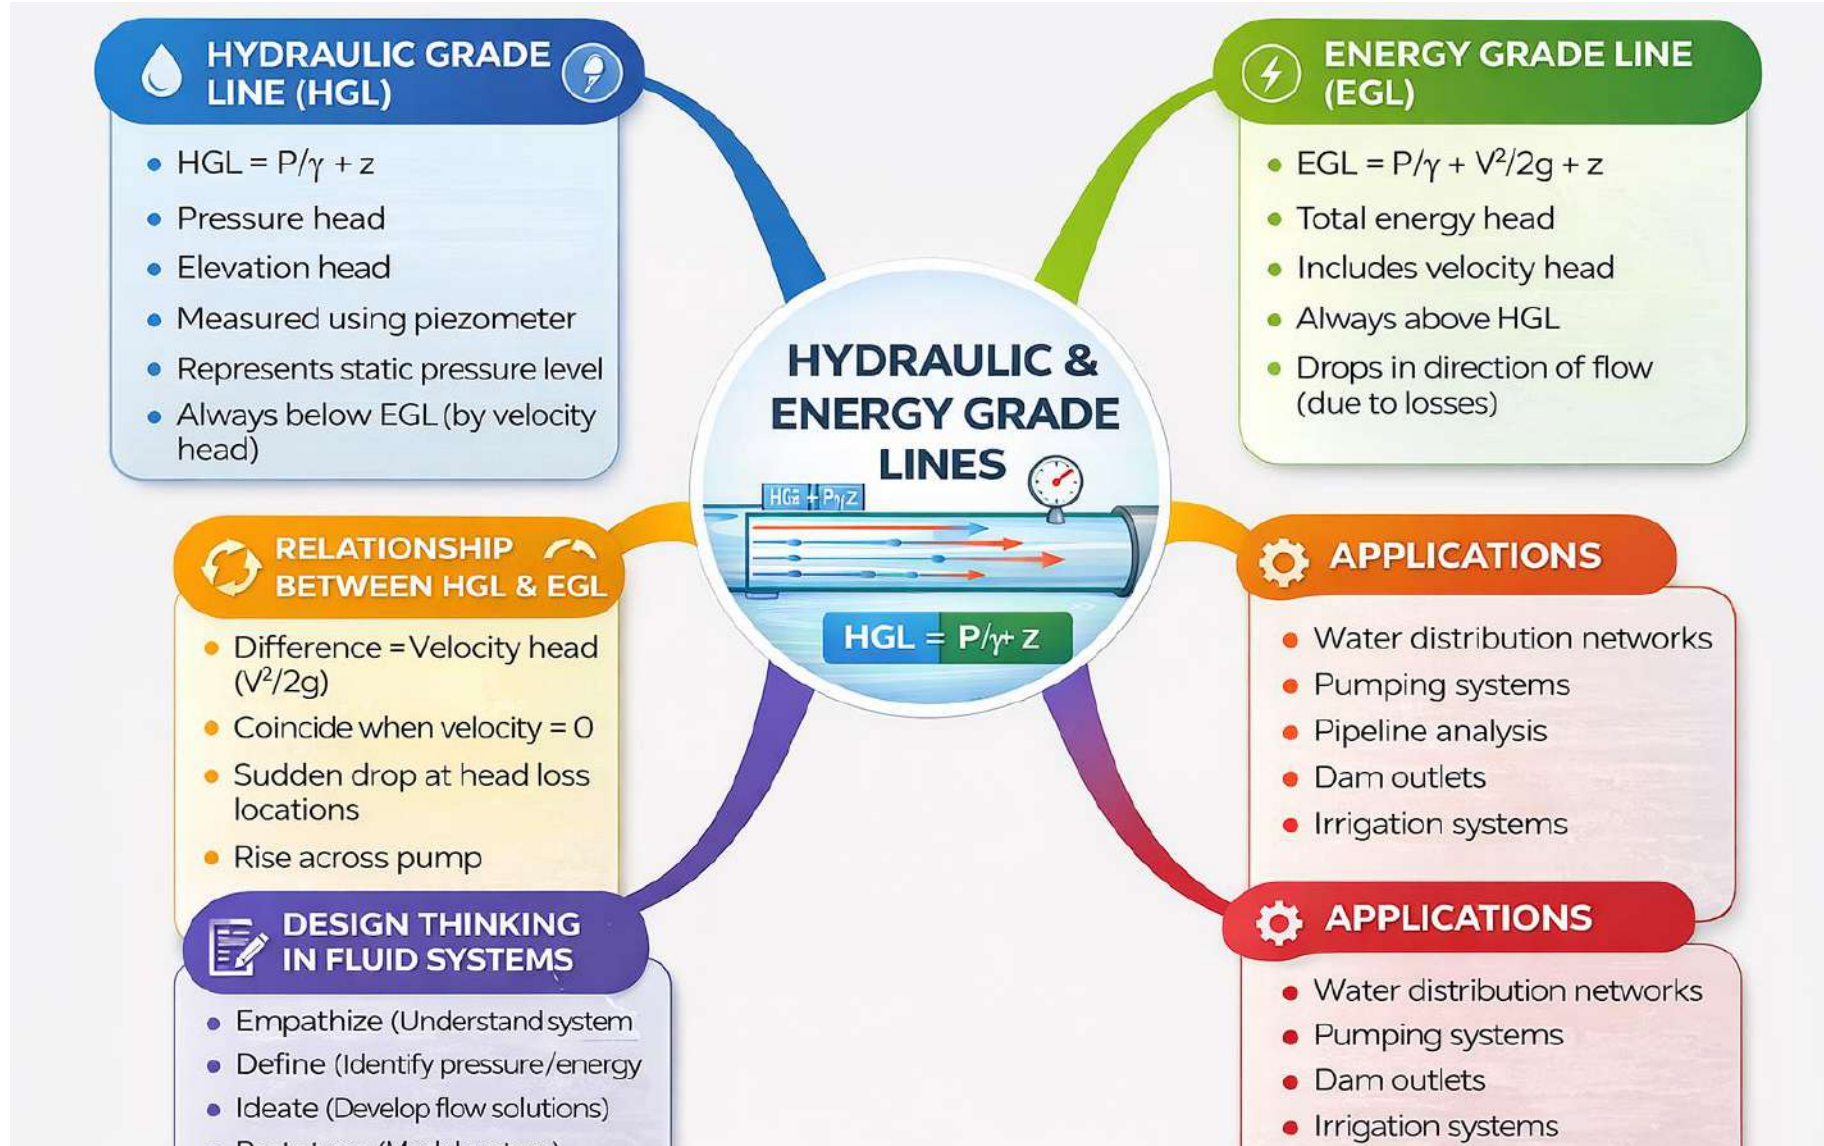 HYDRAULIC GRADE
LINE (HGL)
HGL = P/γ + z
Pressure head
Elevation head
Measured using piezometer
Represents static pressure level
Always below EGL (by velocity
head)
ENERGY GRADE LINE
(EGL)
EGL = P/γ + V²/2g + z
Total energy head
Includes velocity head
Always above HGL
Drops in direction of flow
(due to losses)
HYDRAULIC &
ENERGY GRADE
LINES
HGL = P/γ+ z
RELATIONSHIP
BETWEEN HGL & EGL
Difference = Velocity head
(V²/2g)
Coincide when velocity = 0
Sudden drop at head loss
locations
Rise across pump
APPLICATIONS
Water distribution networks
Pumping systems
Pipeline analysis
Dam outlets
Irrigation systems
DESIGN THINKING
IN FLUID SYSTEMS
Empathize (Understand system
Define (Identify pressure/energy
Ideate (Develop flow solutions)
APPLICATIONS
Water distribution networks
Pumping systems
Dam outlets
Irrigation systems